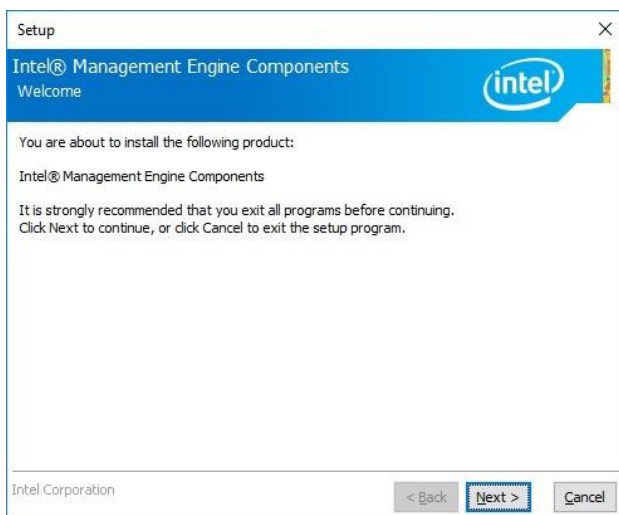 Setup
Intel® Management Engine Components
Welcome
intel
You are about to install the following product:
Intel® Management Engine Components
It is strongly recommended that you exit all programs before continuing.
Click Next to continue, or click Cancel to exit the setup program.
Intel Corporation
< Back Next > Cancel